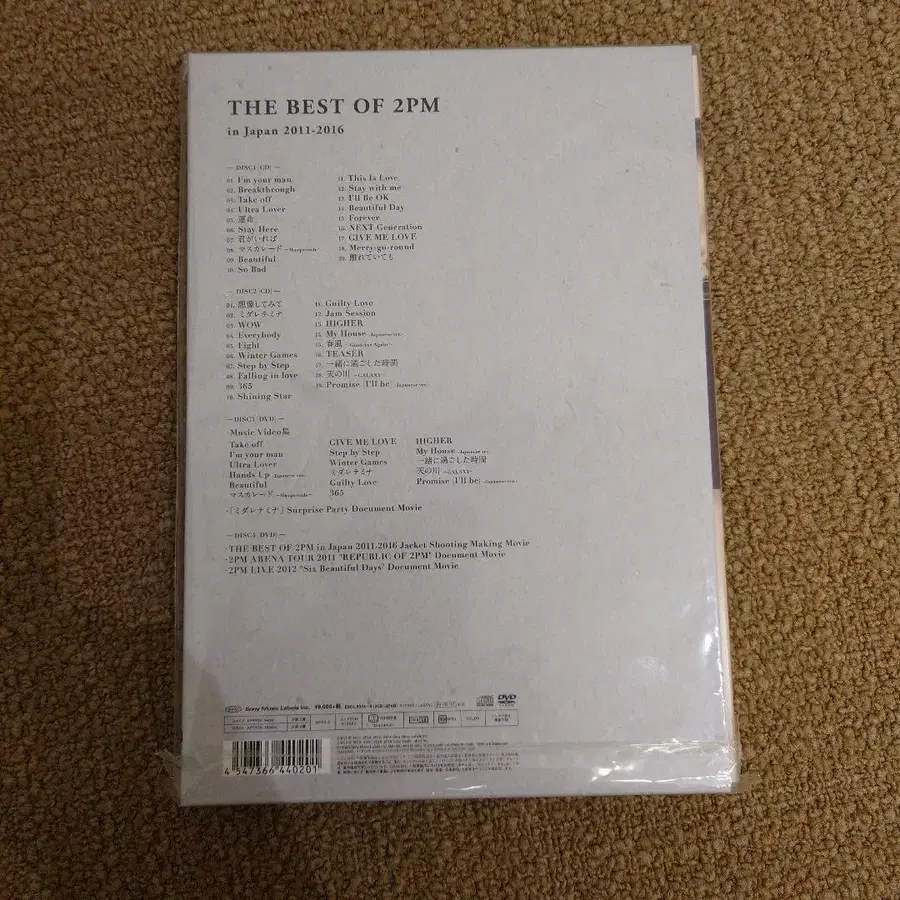 THE BEST OF 2PM
in Japan 2011-2016
— DISC1 (CD) —
01. I'm your man
02. Breakthrough
03. Take off
04. Ultra Lover
05. 運命
06. Stay Here
07. 君がいれば
08. マスカレード ~Masquerade~
09. Beautiful
10. So Bad
11. This Is Love
12. Stay with me
13. I'll Be OK
14. Beautiful Day
15. Forever
16. NEXT Generation
17. GIVE ME LOVE
18. Merry-go-round
20. 離れていても
— DISC2 (CD) —
01. 想像してみて
02. ミダレテミナ
03. WOW
04. Everybody
05. Fight
06. Winter Games
07. Step by Step
08. Falling in love
09. 365
10. Shining Star
11. Guilty Love
12. Jam Session
13. HIGHER
14. My House -Japanese ver.-
15. 春風 ~Good-bye Again~
16. TEASER
17. 一緒に過ごした時間
18. 天の川 ~GALAXY~
19. Promise (I'll be) -Japanese ver.-
— DISC3 (DVD) —
·Music Video集
Take off
I'm your man
Ultra Lover
Hands Up -Japanese ver.-
Beautiful
マスカレード ~Masquerade~
GIVE ME LOVE
Step by Step
Winter Games
ミダレテミナ
Guilty Love
365
HIGHER
My House -Japanese ver.-
一緒に過ごした時間
天の川 ~GALAXY~
Promise (I'll be) -Japanese ver.-
·「ミダレテミナ」Surprise Party Document Movie
— DISC4 (DVD) —
·THE BEST OF 2PM in Japan 2011-2016 Jacket Shooting Making Movie
·2PM ARENA TOUR 2011 "REPUBLIC OF 2PM" Document Movie
·2PM LIVE 2012 "Six Beautiful Days" Document Movie
Sony Music Labels Inc. ¥9,000+税
DVD
4 547366 440201